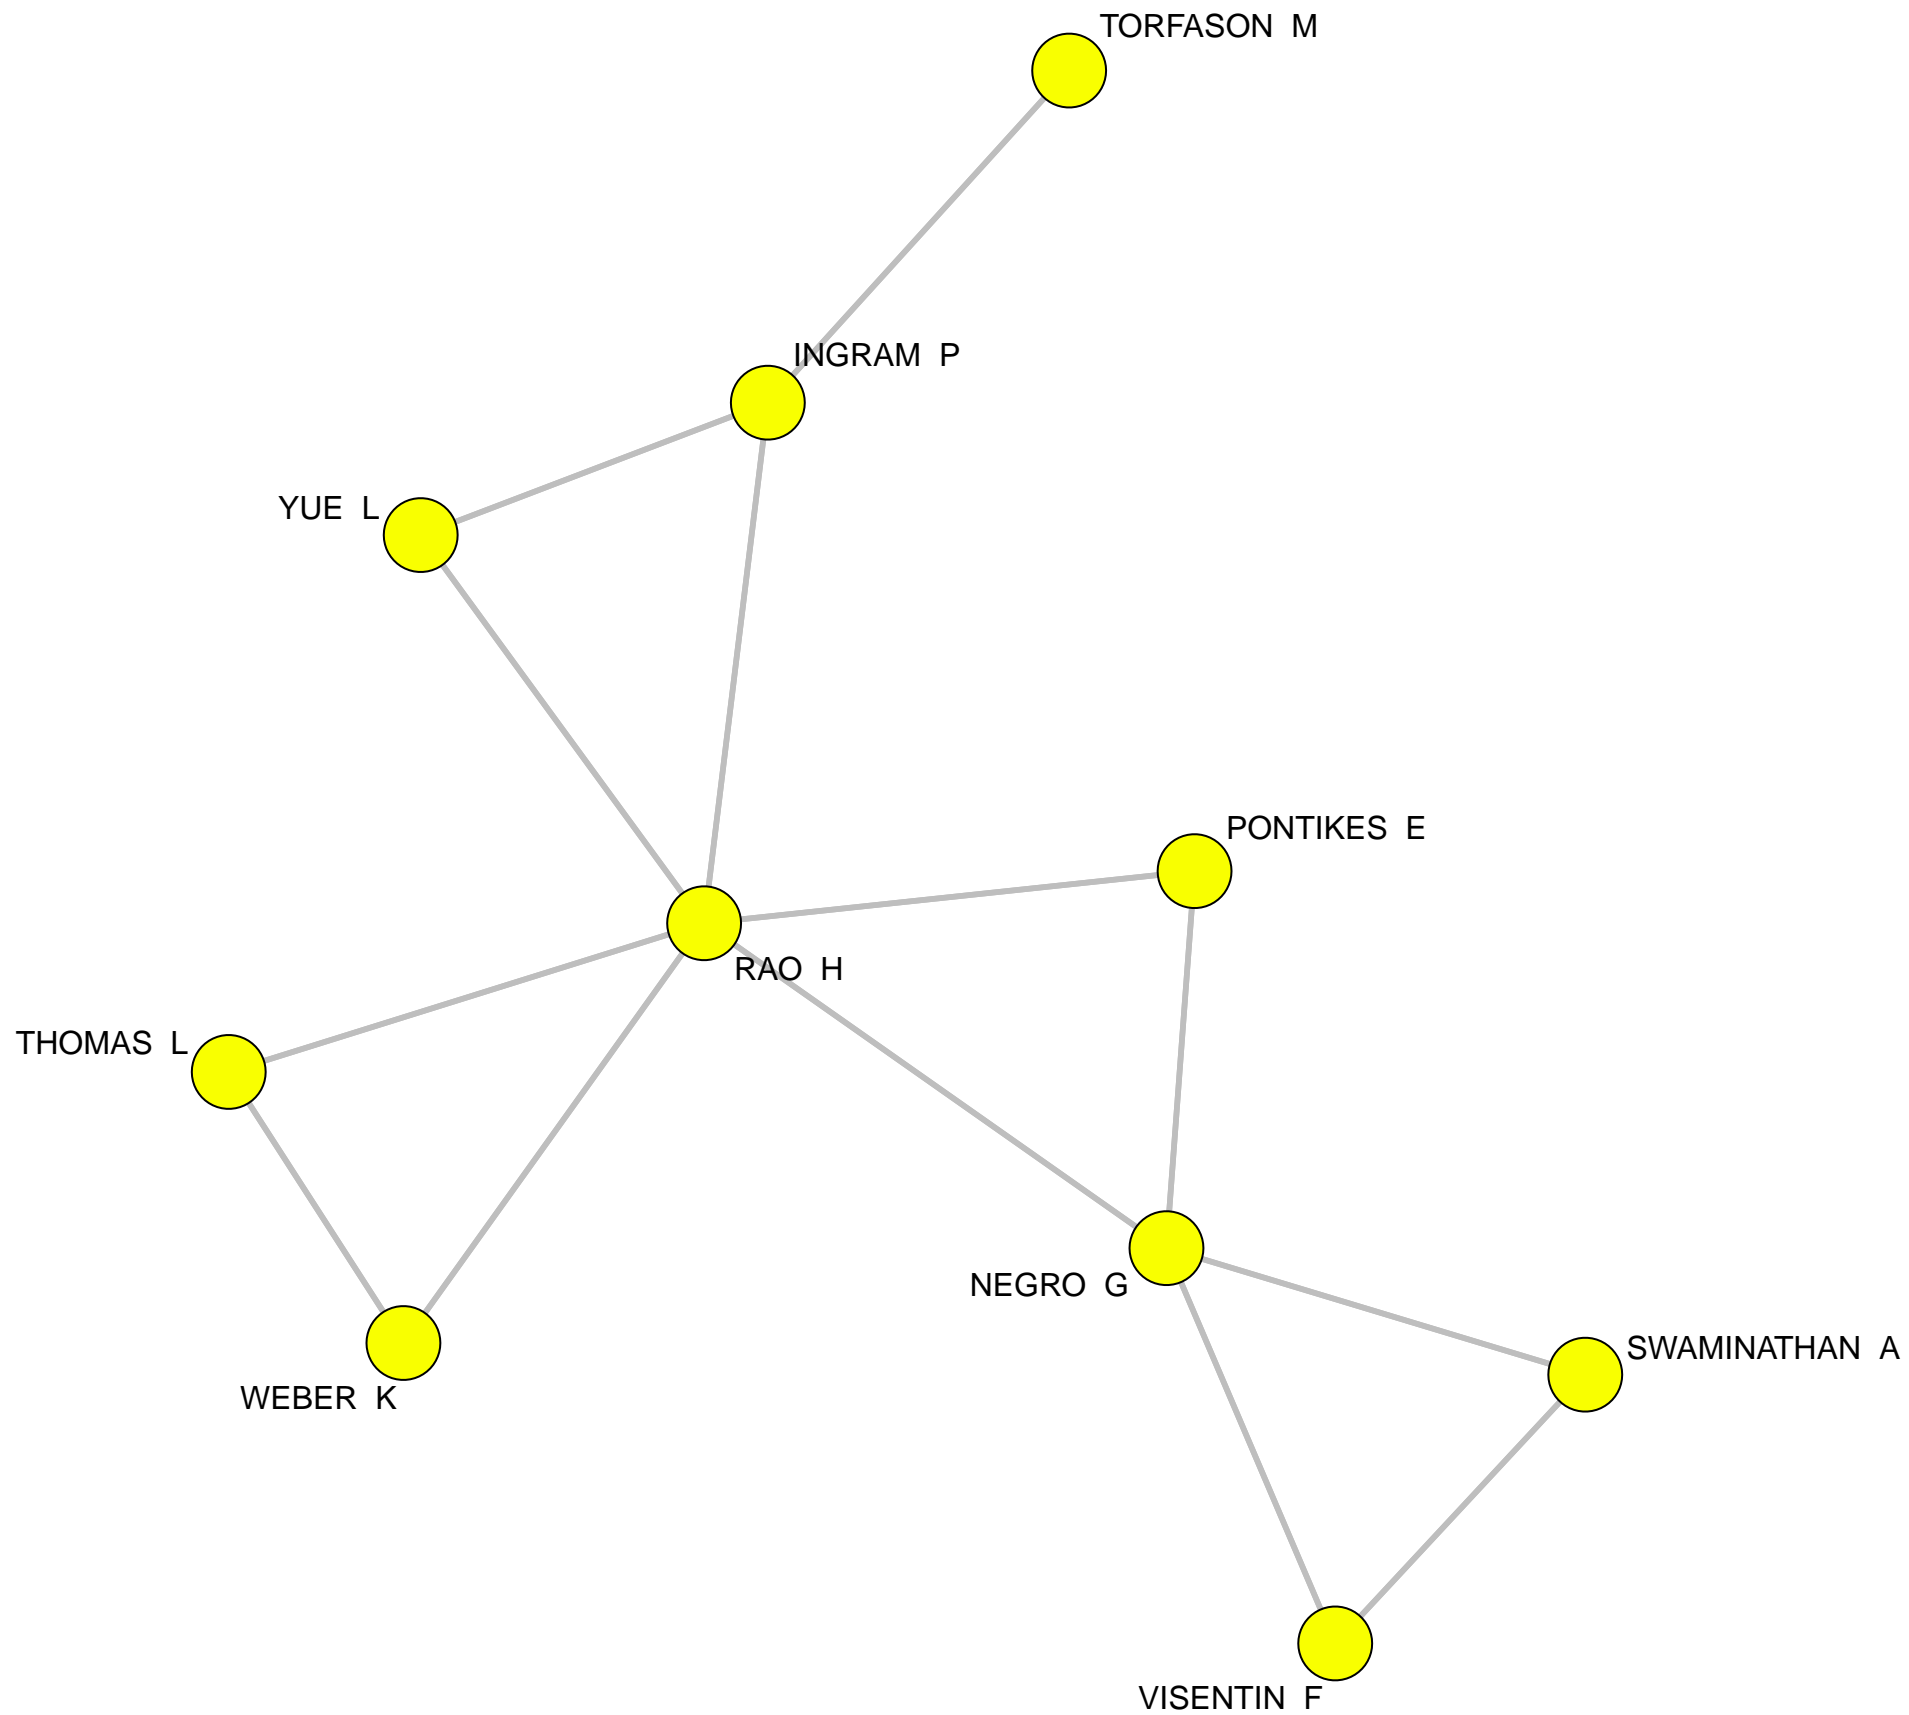 TORFASON M
INGRAM P
YUE L
PONTIKES E
RAO H
THOMAS L
NEGRO G
SWAMINATHAN A
WEBER K
VISENTIN F